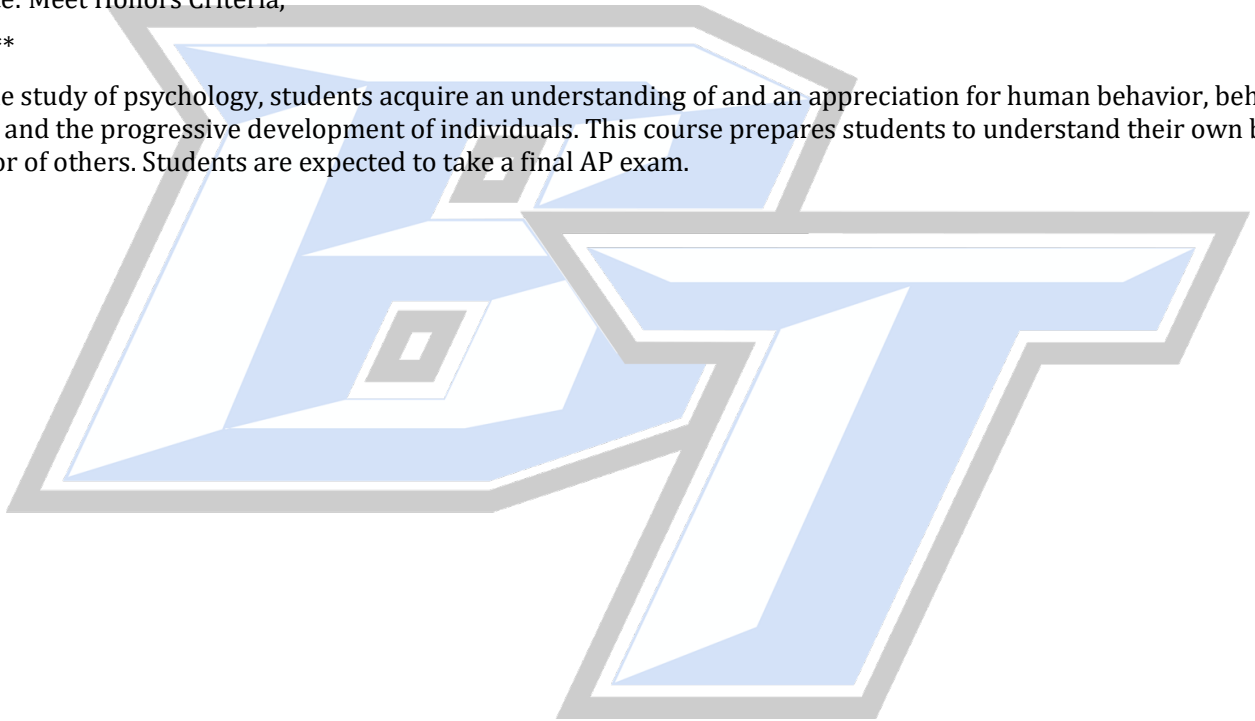 e: Meet Honors Criteria,
**
e study of psychology, students acquire an understanding of and an appreciation for human behavior, beh
and the progressive development of individuals. This course prepares students to understand their own b
or of others. Students are expected to take a final AP exam.
BT